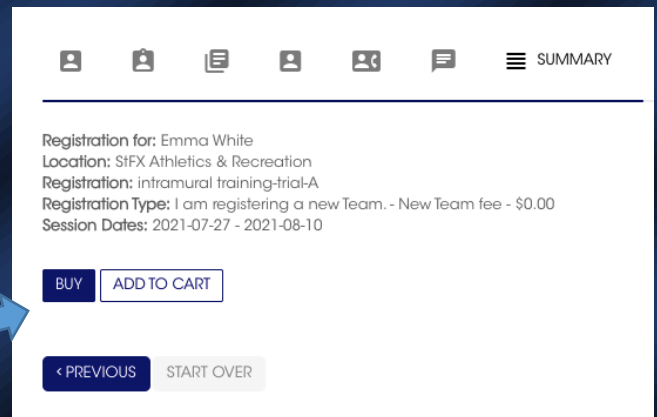 SUMMARY
Registration for: Emma White
Location: StFX Athletics & Recreation
Registration: intramural training-trial-A
Registration Type: I am registering a new Team. - New Team fee - $0.00
Session Dates: 2021-07-27 - 2021-08-10
BUY ADD TO CART
‹ PREVIOUS START OVER